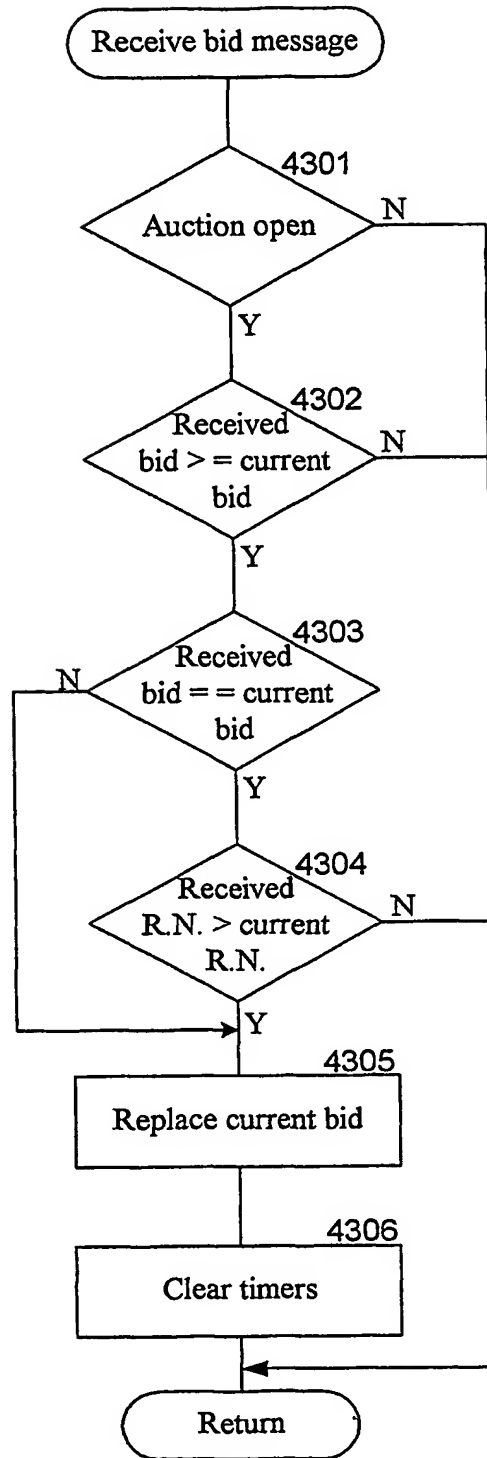 Receive bid message
4301
Auction open
N
Y
4302
Received
bid > = current
bid
N
Y
4303
Received
bid = = current
bid
N
Y
4304
Received
R.N. > current
R.N.
N
Y
4305
Replace current bid
4306
Clear timers
Return